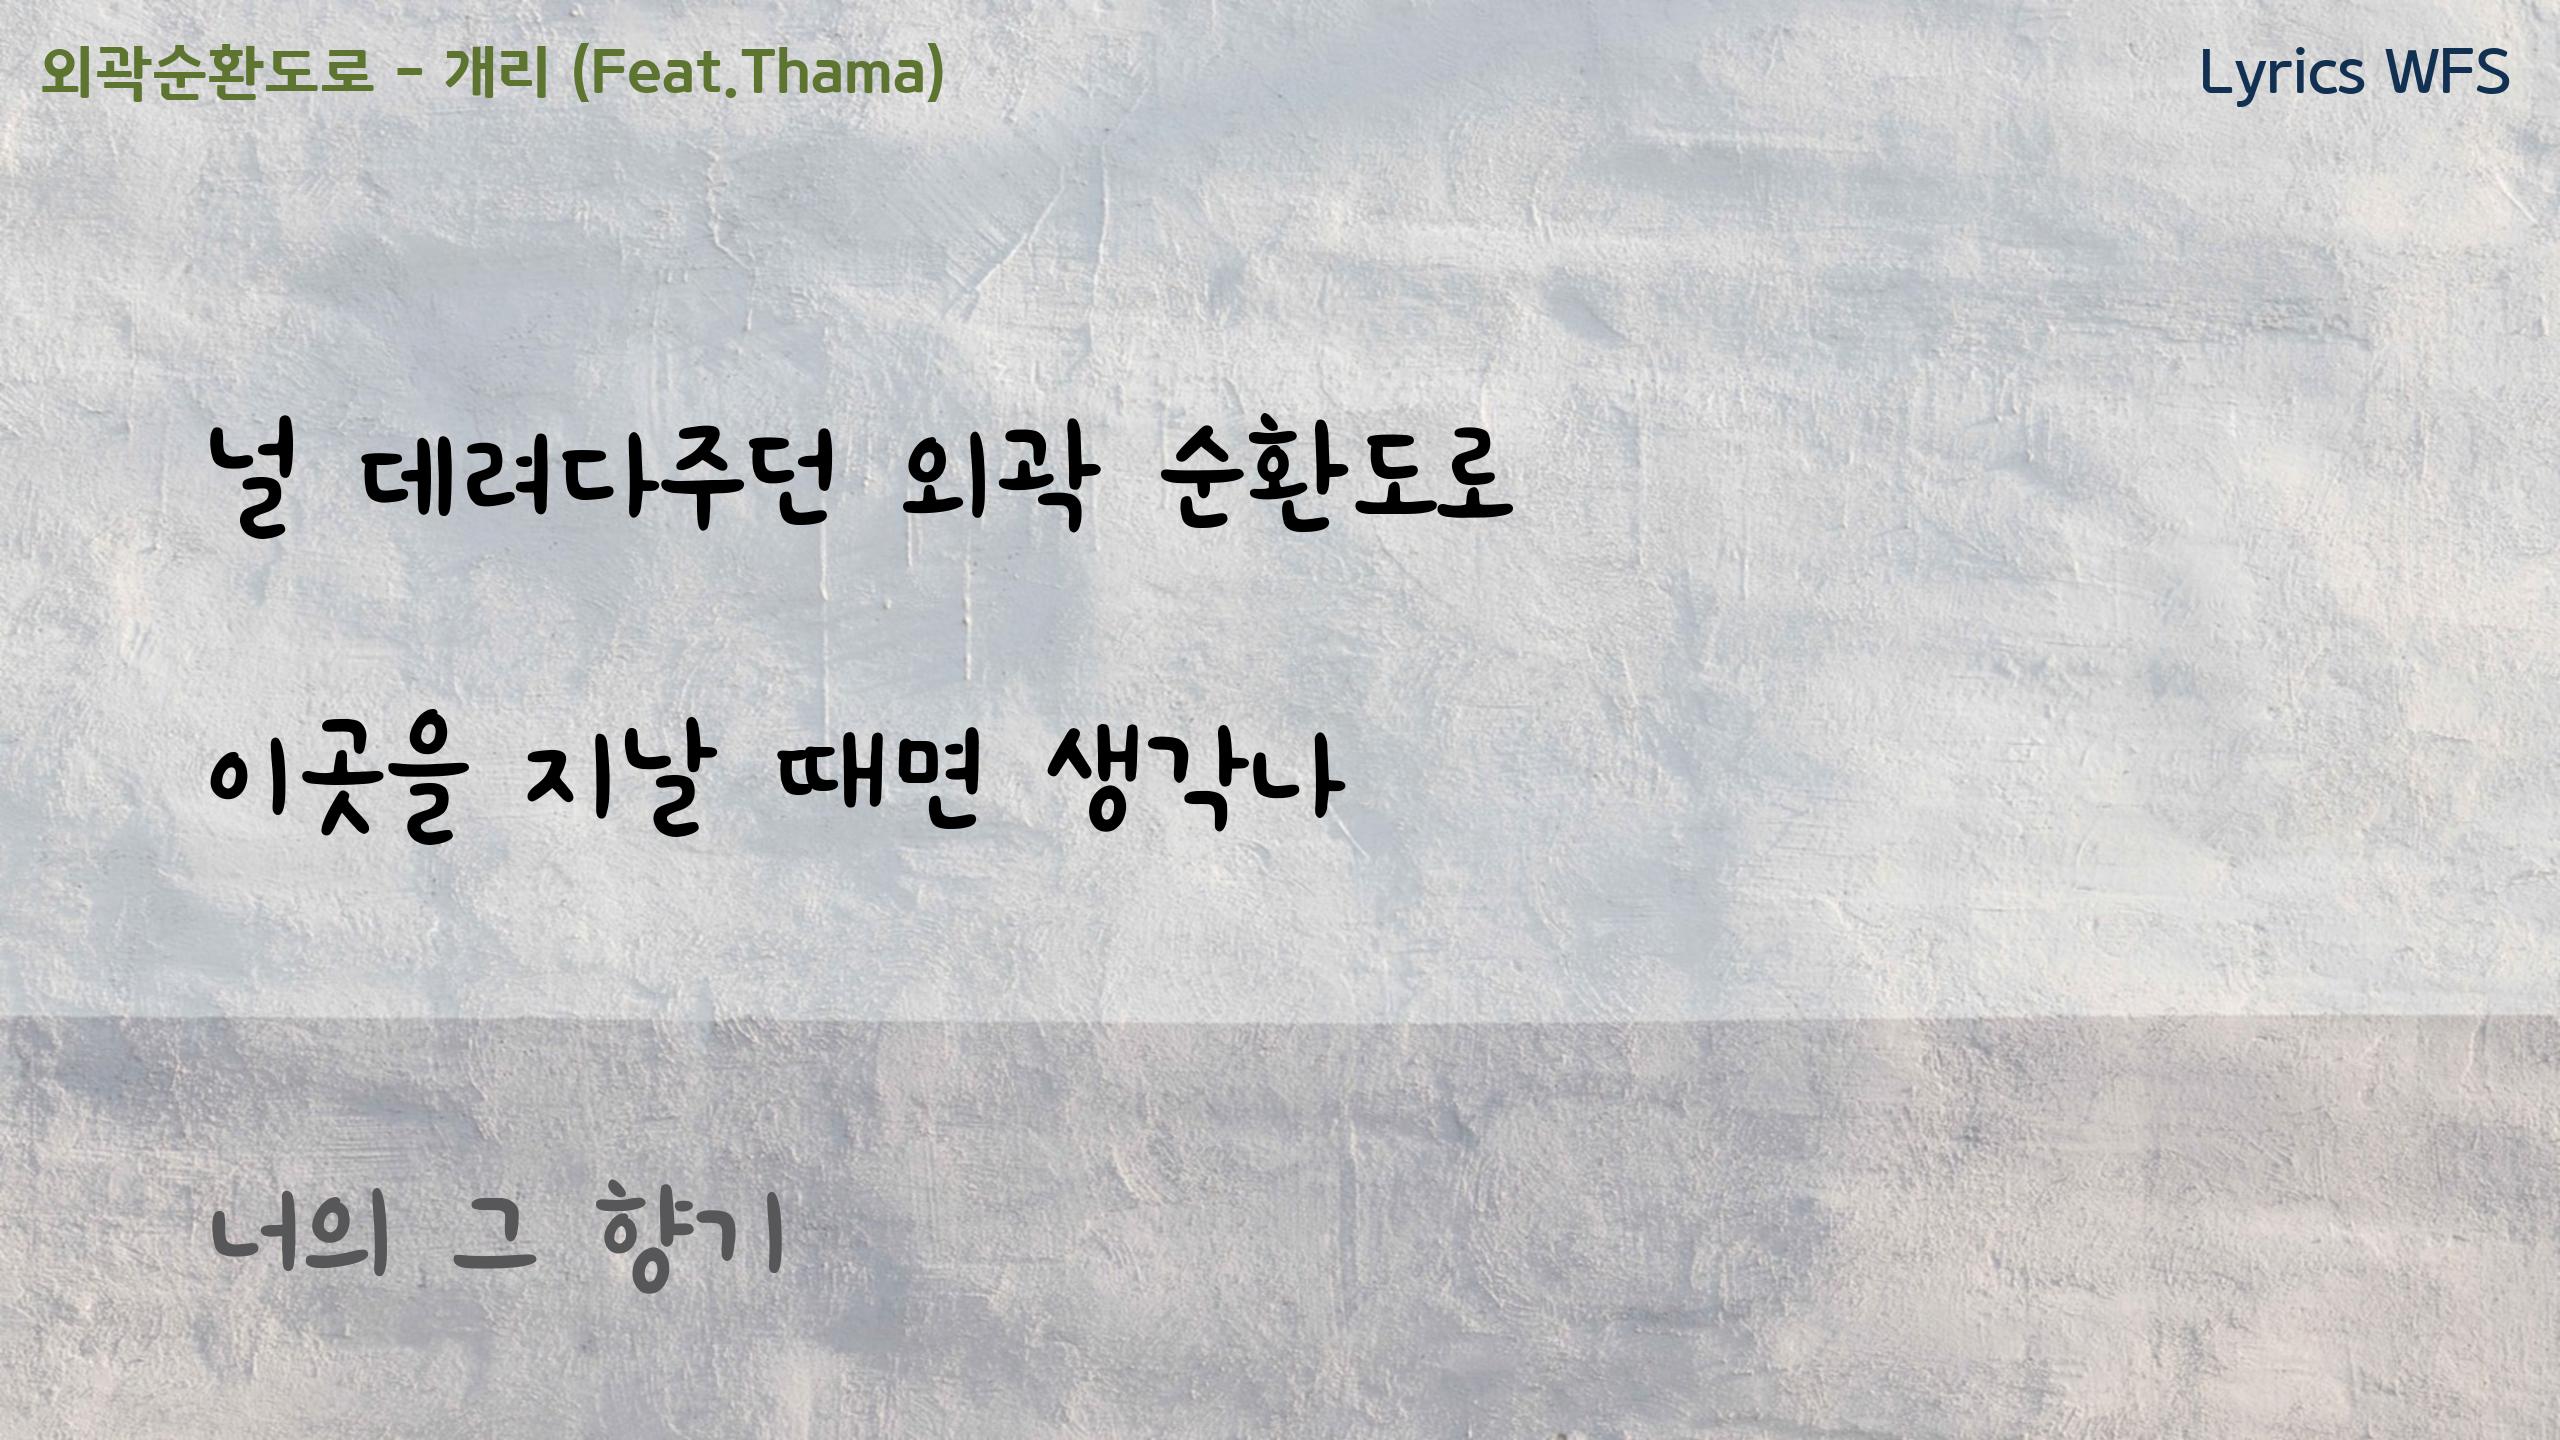 외곽순환도로 - 개리 (Feat.Thama)
Lyrics WFS
널 데려다주던 외곽 순환도로
이곳을 지날 때면 생각나
너의 그 향기